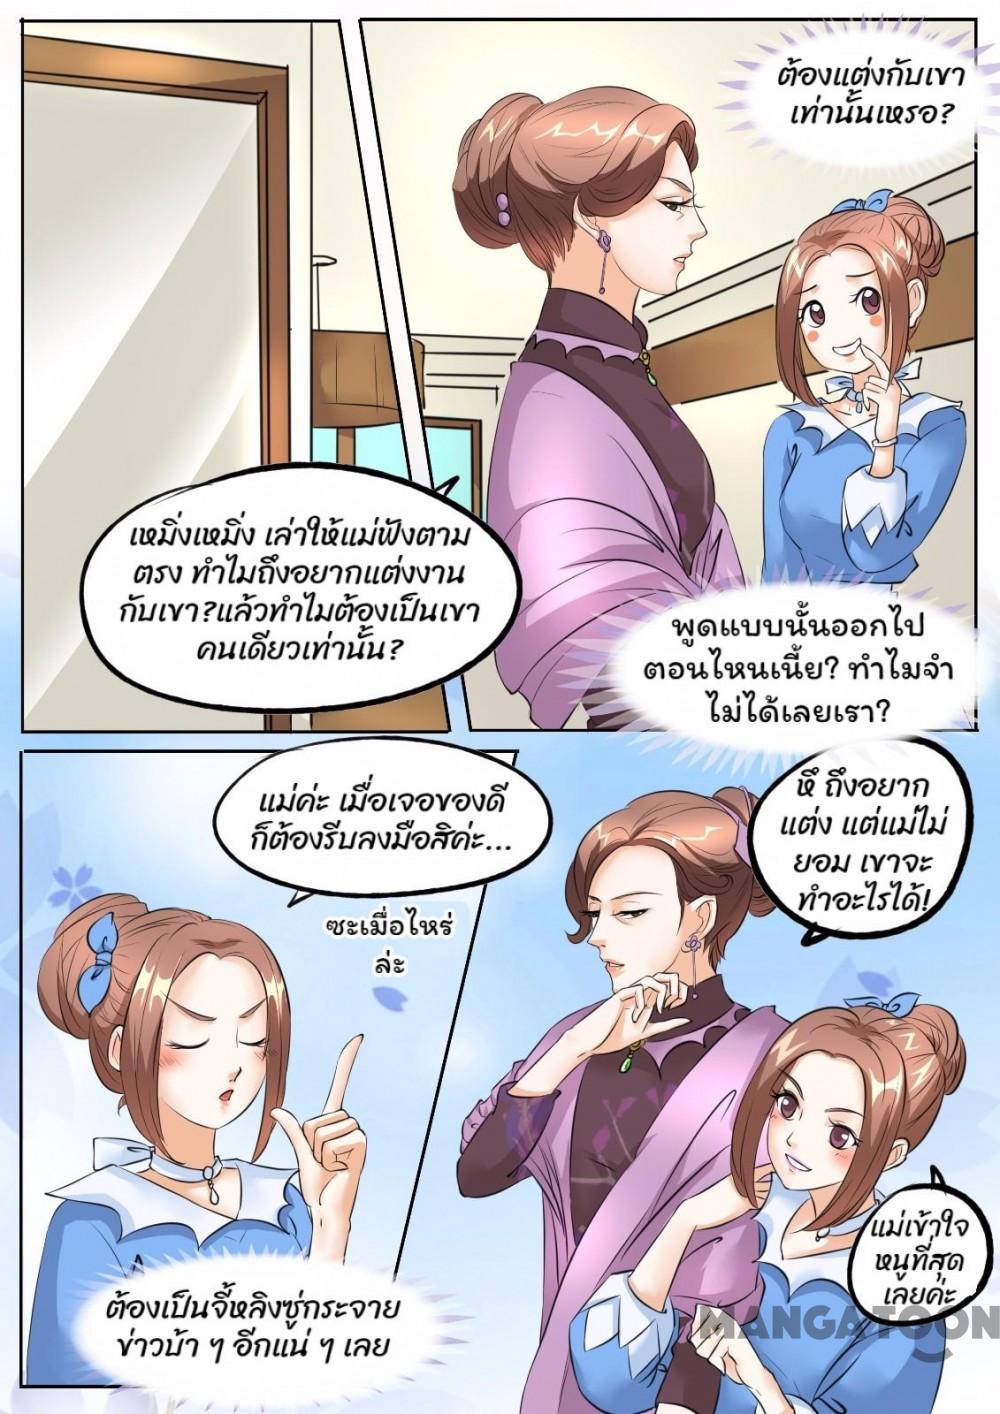 ต้องแต่งกับเขา
เท่านั้นเหรอ?
เหมิ่งเหมิ่ง เล่าให้แม่ฟังตาม
ตรง ทำไมถึงอยากแต่งงาน
กับเขา?แล้วทำไมต้องเป็นเขา
คนเดียวเท่านั้น?
พูดแบบนั้นออกไป
ตอนไหนเนี้ย? ทำไมจำ
ไม่ได้เลยเรา?
แม่ค่ะ เมื่อเจอของดี
ก็ต้องรีบลงมือสิค่ะ...
ซะเมื่อไหร่
ล่ะ
หึ ถึงอยาก
แต่ง แต่แม่ไม่
ยอม เขาจะ
ทำอะไรได้!
ต้องเป็นจี้หลิงซู่กระจาย
ข่าวบ้า ๆ อีกแน่ ๆ เลย
แม่เข้าใจ
หนูที่สุด
เลยค่ะ
MANGATOON